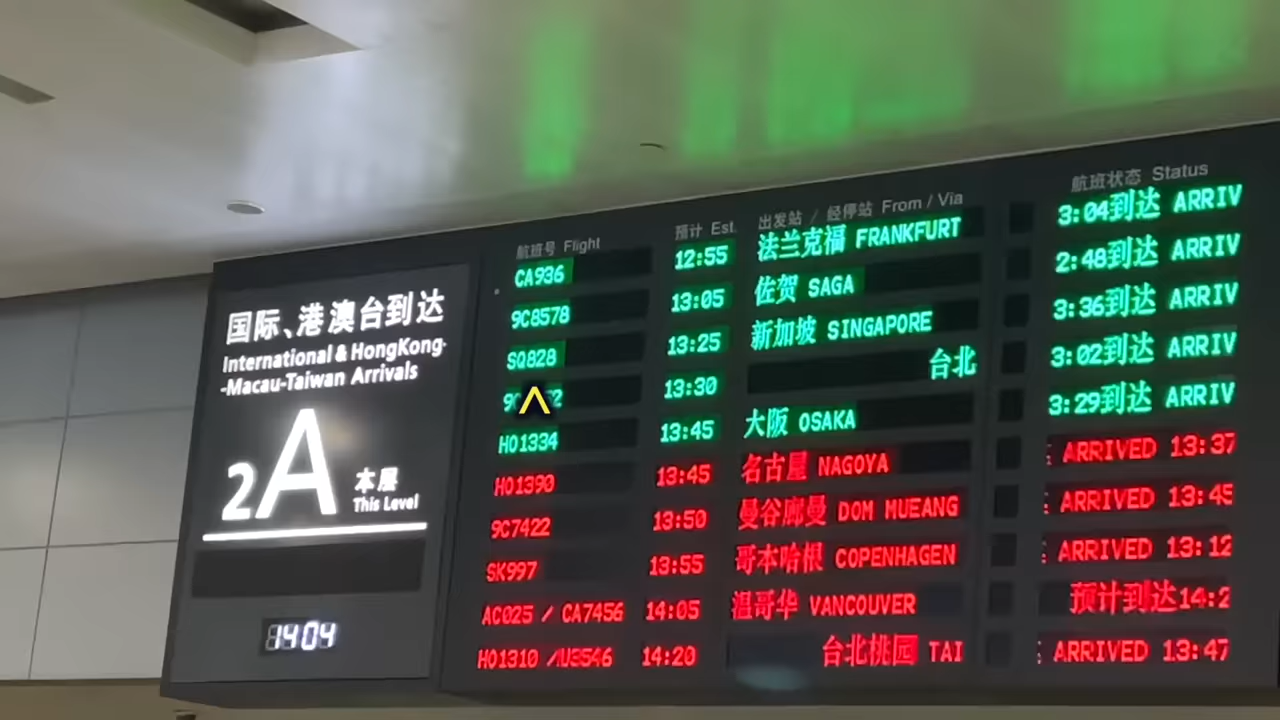 国际、港澳台到达
International & HongKong-
-Macau-Taiwan Arrivals
2A 本层 This Level
14:04
航班号 Flight 预计 Est. 出发站 / 经停站 From / Via 航班状态 Status
CA936 12:55 法兰克福 FRANKFURT 3:04到达 ARRIV
9C8578 13:05 佐贺 SAGA 2:48到达 ARRIV
SQ828 13:25 新加坡 SINGAPORE 3:36到达 ARRIV
13:30 台北 3:02到达 ARRIV
HO1334 13:45 大阪 OSAKA 3:29到达 ARRIV
HO1390 13:45 名古屋 NAGOYA ARRIVED 13:37
9C7422 13:50 曼谷廊曼 DOM MUEANG ARRIVED 13:45
SK997 13:55 哥本哈根 COPENHAGEN ARRIVED 13:12
AC025 / CA7456 14:05 温哥华 VANCOUVER 预计到达14:2
HO1310 14:20 台北桃园 TAI ARRIVED 13:47